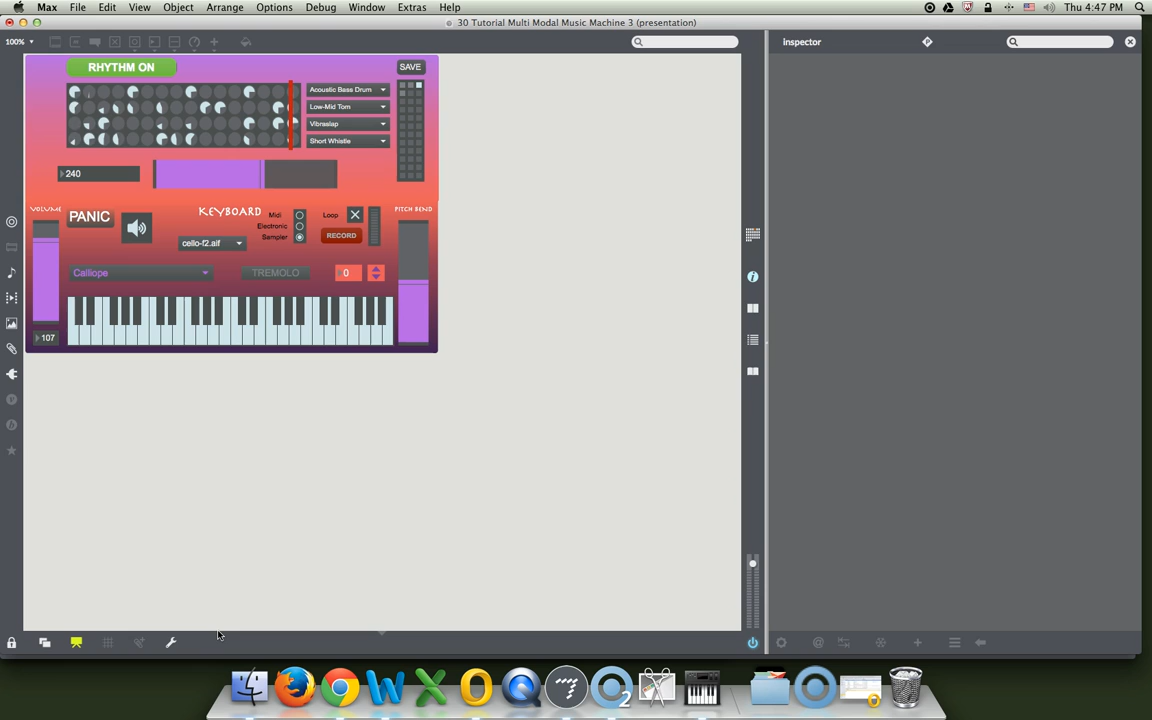 Max File Edit View Object Arrange Options Debug Window Extras Help Thu 4:47 PM
30 Tutorial Multi Modal Music Machine 3 (presentation)
100%
inspector
RHYTHM ON
SAVE
Acoustic Bass Drum
Low-Mid Tom
Vibraslap
Short Whistle
240
VOLUME
PANIC
KEYBOARD
Midi
Electronic
Sampler
Loop
PITCH BEND
RECORD
cello-f2.aif
Calliope
TREMOLO
0
107
W
X
O
2